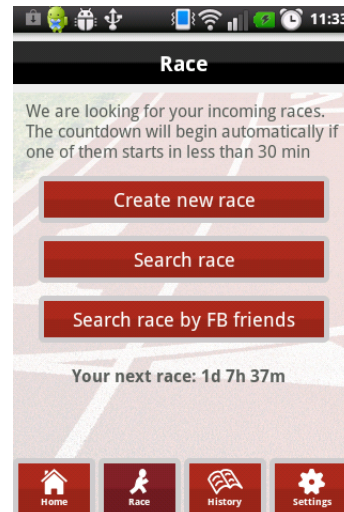 11:33
Race
We are looking for your incoming races.
The countdown will begin automatically if
one of them starts in less than 30 min
Create new race
Search race
Search race by FB friends
Your next race: 1d 7h 37m
Home Race History Settings